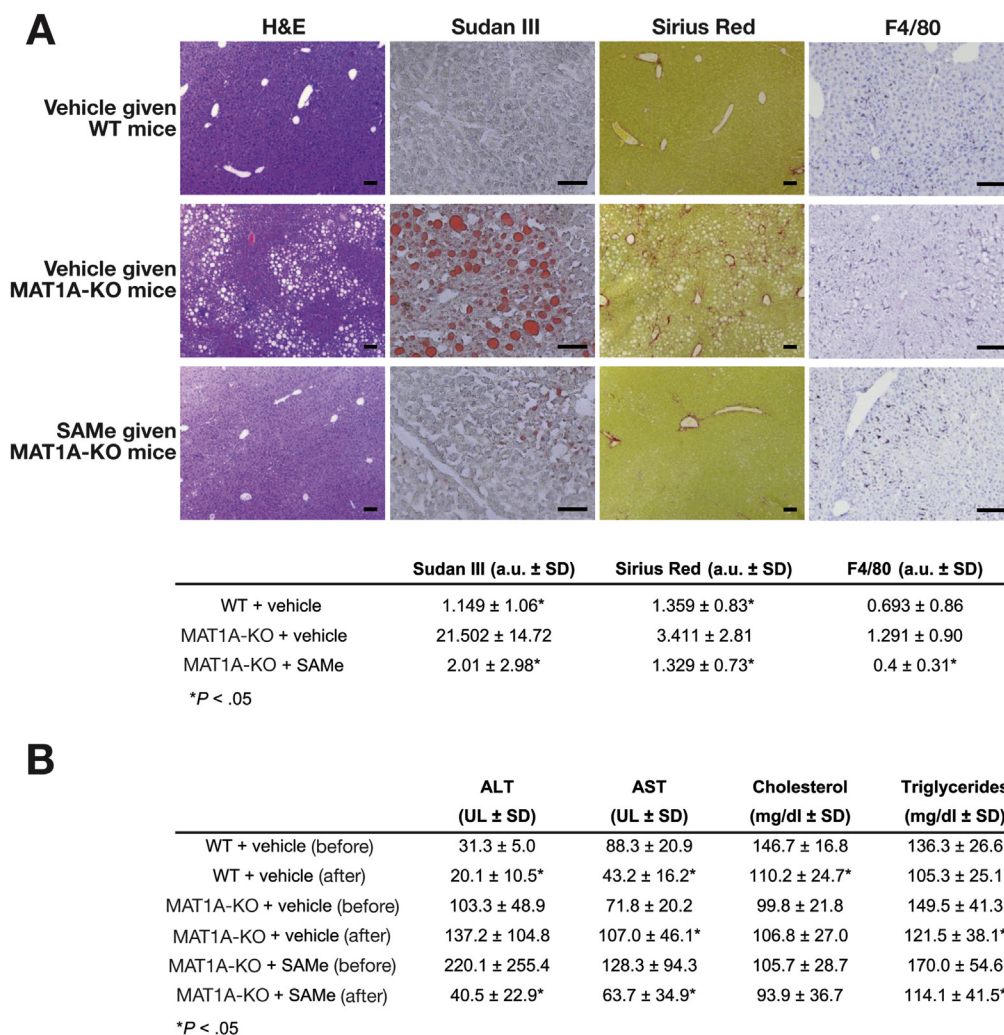 A
H&E Sudan III Sirius Red F4/80
Vehicle given
WT mice
Vehicle given
MAT1A-KO mice
SAMe given
MAT1A-KO mice
Sudan III (a.u. ± SD) Sirius Red (a.u. ± SD) F4/80 (a.u. ± SD)
WT + vehicle 1.149 ± 1.06* 1.359 ± 0.83* 0.693 ± 0.86
MAT1A-KO + vehicle 21.502 ± 14.72 3.411 ± 2.81 1.291 ± 0.90
MAT1A-KO + SAMe 2.01 ± 2.98* 1.329 ± 0.73* 0.4 ± 0.31*
*P < .05
B
ALT AST Cholesterol Triglycerides
(UL ± SD) (UL ± SD) (mg/dl ± SD) (mg/dl ± SD)
WT + vehicle (before) 31.3 ± 5.0 88.3 ± 20.9 146.7 ± 16.8 136.3 ± 26.6
WT + vehicle (after) 20.1 ± 10.5* 43.2 ± 16.2* 110.2 ± 24.7* 105.3 ± 25.1
MAT1A-KO + vehicle (before) 103.3 ± 48.9 71.8 ± 20.2 99.8 ± 21.8 149.5 ± 41.3
MAT1A-KO + vehicle (after) 137.2 ± 104.8 107.0 ± 46.1* 106.8 ± 27.0 121.5 ± 38.1*
MAT1A-KO + SAMe (before) 220.1 ± 255.4 128.3 ± 94.3 105.7 ± 28.7 170.0 ± 54.6
MAT1A-KO + SAMe (after) 40.5 ± 22.9* 63.7 ± 34.9* 93.9 ± 36.7 114.1 ± 41.5*
*P < .05